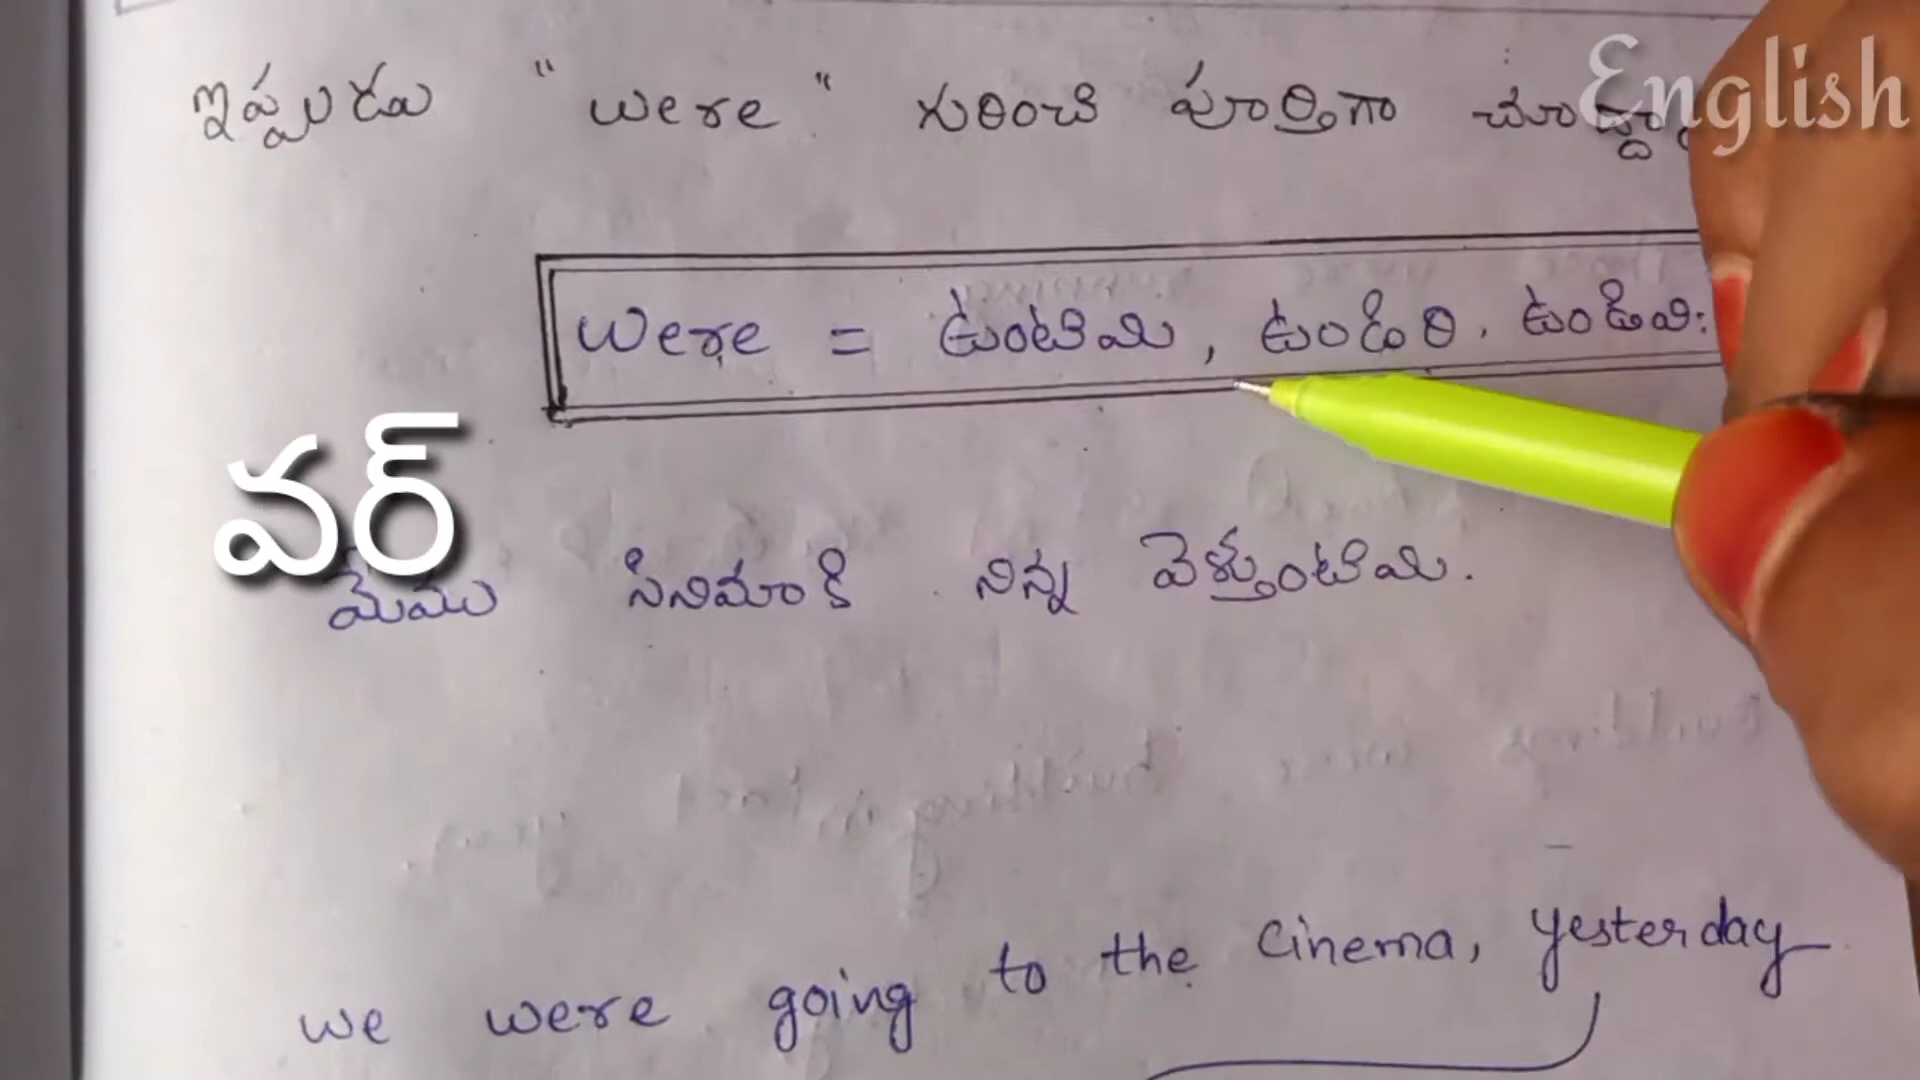 English
ఇప్పుడు "were" గురించి పూర్తిగా
were = ఉంటిమి, ఉండిరి, ఉండివి:
వర్
మేము సినిమాకి నిన్న వెళ్తుంటిమి.
we were going to the cinema, yesterday